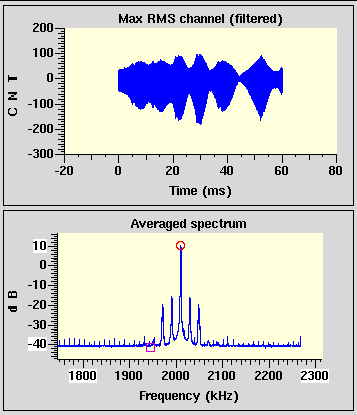 Max RMS channel (filtered)
200
100
0
-100
-200
-300
C N T
-20 0 20 40 60 80
Time (ms)
Averaged spectrum
10
0
-10
-20
-30
-40
d B
1800 1900 2000 2100 2200 2300
Frequency (kHz)